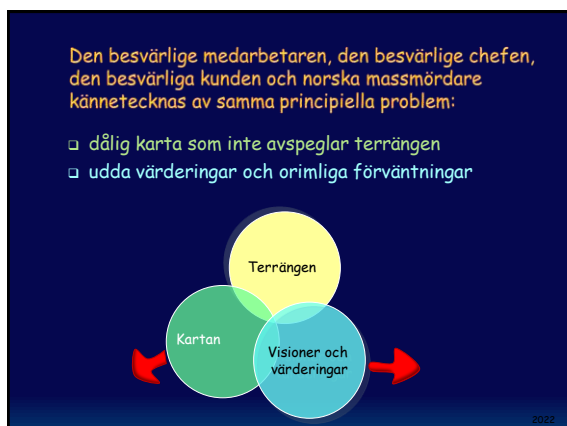 Den besvärlige medarbetaren, den besvärlige chefen,
den besvärliga kunden och norska massmördare
kännetecknas av samma principiella problem:
dålig karta som inte avspeglar terrängen
udda värderingar och orimliga förväntningar
Terrängen
Kartan
Visioner och
värderingar
2022